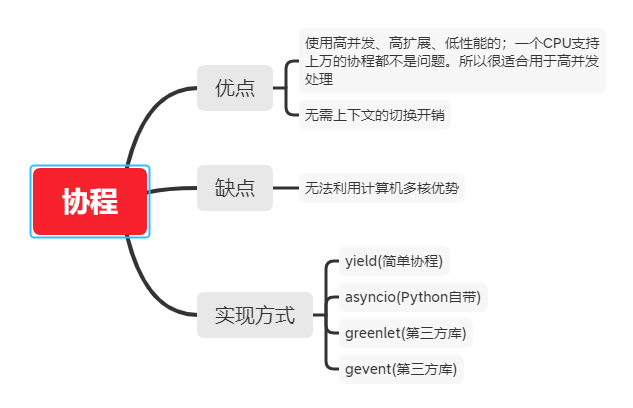 协程
优点
使用高并发、高扩展、低性能的；一个CPU支持
上万的协程都不是问题。所以很适合用于高并发
处理
无需上下文的切换开销
缺点
无法利用计算机多核优势
实现方式
yield(简单协程)
asyncio(Python自带)
greenlet(第三方库)
gevent(第三方库)